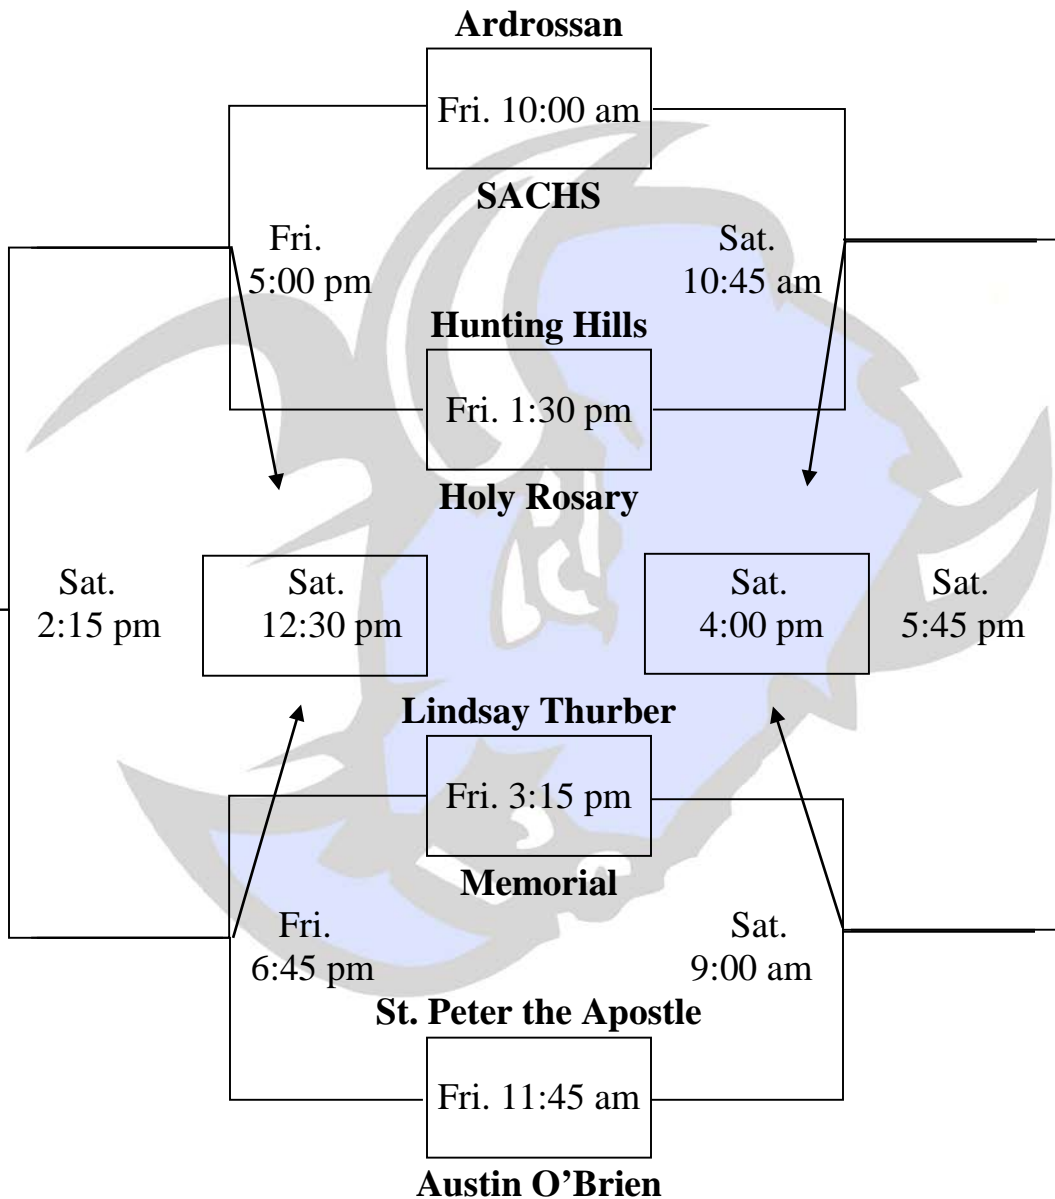 Ardrossan
Fri. 10:00 am
SACHS
Fri.
5:00 pm
Sat.
10:45 am
Hunting Hills
Fri. 1:30 pm
Holy Rosary
Sat.
2:15 pm
Sat.
12:30 pm
Sat.
4:00 pm
Sat.
5:45 pm
Lindsay Thurber
Fri. 3:15 pm
Memorial
Fri.
6:45 pm
Sat.
9:00 am
St. Peter the Apostle
Fri. 11:45 am
Austin O’Brien